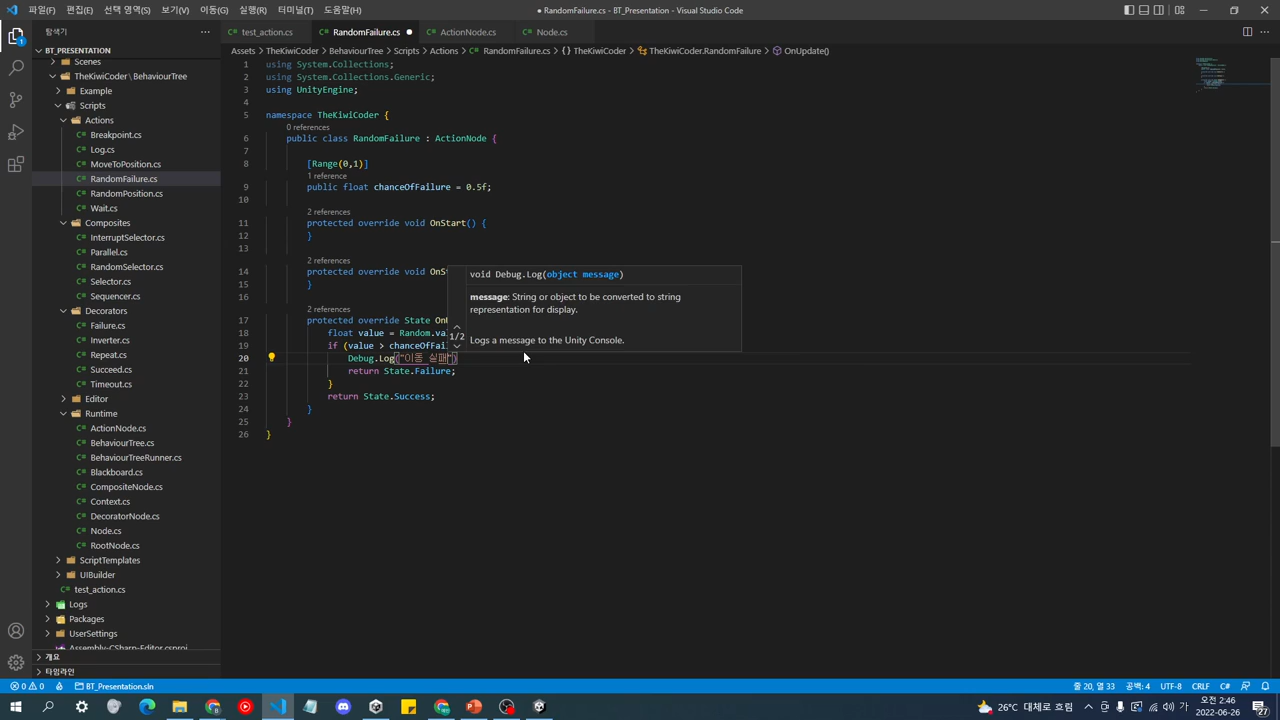 파일(F) 편집(E) 선택 영역(S) 보기(V) 이동(G) 실행(R) 터미널(T) 도움말(H)
● RandomFailure.cs - BT_Presentation - Visual Studio Code
탐색기 ···
test_action.cs RandomFailure.cs ● ActionNode.cs Node.cs
Assets > TheKiwiCoder > BehaviourTree > Scripts > Actions > RandomFailure.cs > {} TheKiwiCoder > TheKiwiCoder.RandomFailure > OnUpdate()
BT_PRESENTATION
Scenes
TheKiwiCoder \ BehaviourTree
Example
Scripts
Actions
Breakpoint.cs
Log.cs
MoveToPosition.cs
RandomFailure.cs
RandomPosition.cs
Wait.cs
Composites
InterruptSelector.cs
Parallel.cs
RandomSelector.cs
Selector.cs
Sequencer.cs
Decorators
Failure.cs
Inverter.cs
Repeat.cs
Succeed.cs
Timeout.cs
Editor
Runtime
ActionNode.cs
BehaviourTree.cs
BehaviourTreeRunner.cs
Blackboard.cs
CompositeNode.cs
Context.cs
DecoratorNode.cs
Node.cs
RootNode.cs
ScriptTemplates
UIBuilder
test_action.cs
Logs
Packages
UserSettings
Assembly-CSharp-Editor.csproj
개요
타임라인
1 using System.Collections;
2 using System.Collections.Generic;
3 using UnityEngine;
4
5 namespace TheKiwiCoder {
0 references
6 public class RandomFailure : ActionNode {
7
8 [Range(0,1)]
1 reference
9 public float chanceOfFailure = 0.5f;
10
2 references
11 protected override void OnStart() {
12 }
13
2 references
14 protected override void OnS
15 }
16
2 references
17 protected override State On
18 float value = Random.va
19 if (value > chanceOfFai
20 Debug.Log("이동 실패")
21 return State.Failure;
22 }
23 return State.Success;
24 }
25 }
26 }
void Debug.Log(object message)
message: String or object to be converted to string
representation for display.
1/2
Logs a message to the Unity Console.
0 0 BT_Presentation.sln
줄 20, 열 33 공백: 4 UTF-8 CRLF C#
26°C 대체로 흐림
오후 2:46
2022-06-26
27